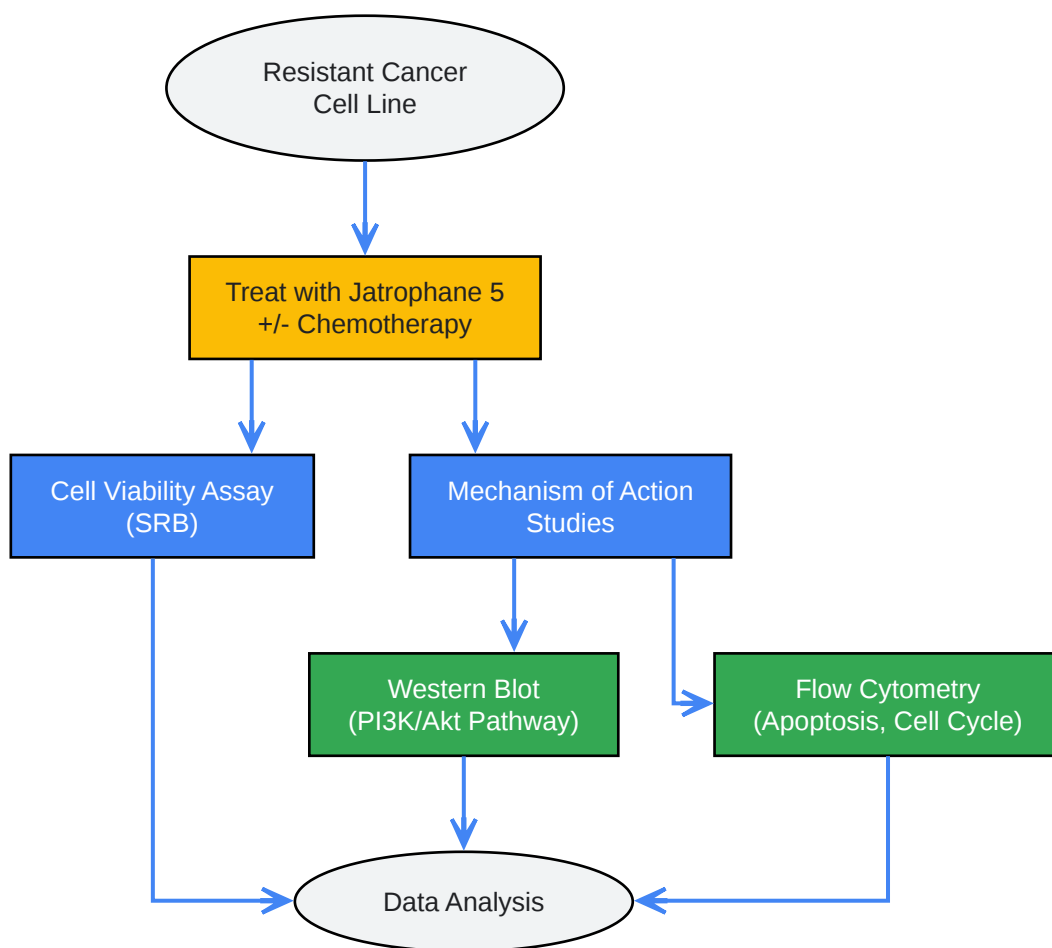 Resistant Cancer
Cell Line
Treat with Jatrophane 5
+/- Chemotherapy
Cell Viability Assay
(SRB)
Mechanism of Action
Studies
Western Blot
(PI3K/Akt Pathway)
Flow Cytometry
(Apoptosis, Cell Cycle)
Data Analysis